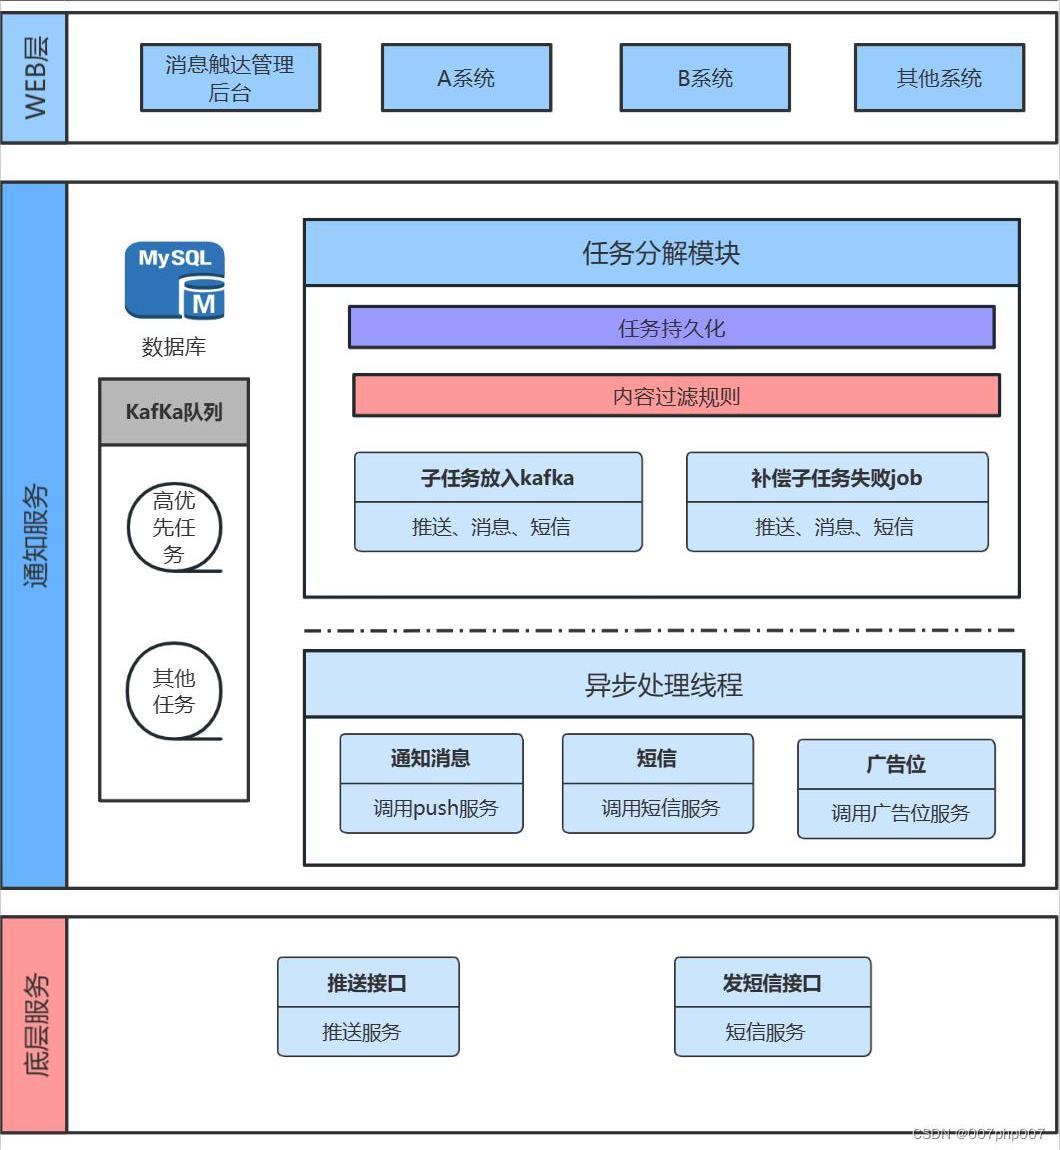 WEB层
消息触达管理
后台
A系统
B系统
其他系统
通知服务
MySQL
M
数据库
KafKa队列
高优
先任
务
其他
任务
任务分解模块
任务持久化
内容过滤规则
子任务放入kafka
推送、消息、短信
补偿子任务失败job
推送、消息、短信
异步处理线程
通知消息
调用push服务
短信
调用短信服务
广告位
调用广告位服务
底层服务
推送接口
推送服务
发短信接口
短信服务
CSDN @007php007